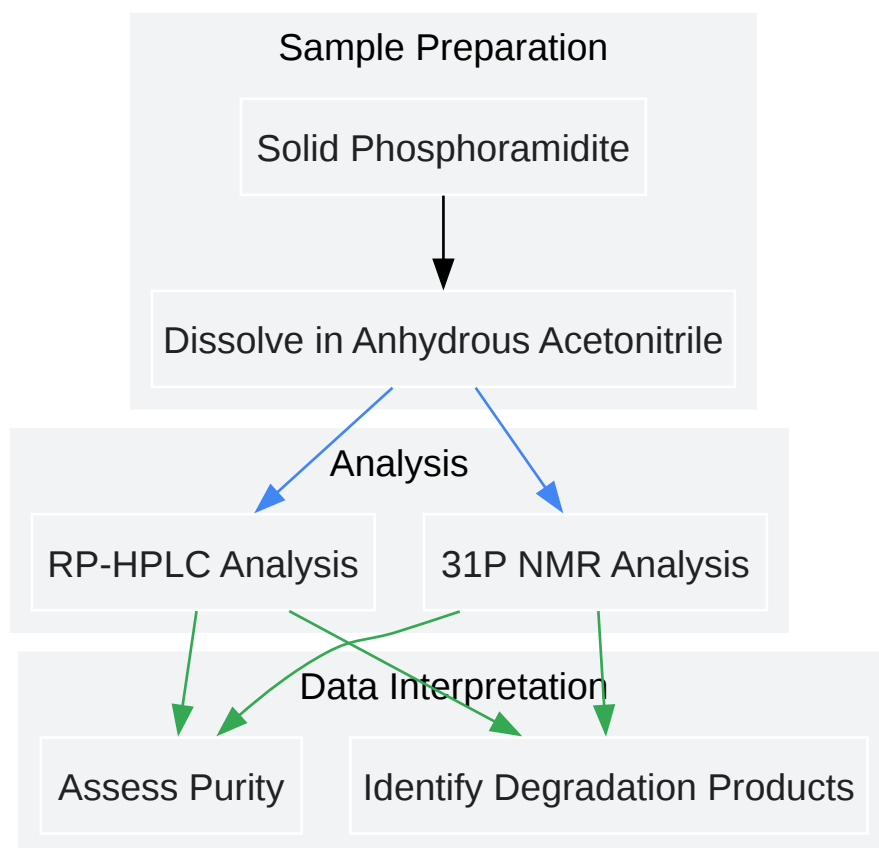 Sample Preparation
Solid Phosphoramidite
Dissolve in Anhydrous Acetonitrile
Analysis
RP-HPLC Analysis
31P NMR Analysis
Data Interpretation
Assess Purity
Identify Degradation Products